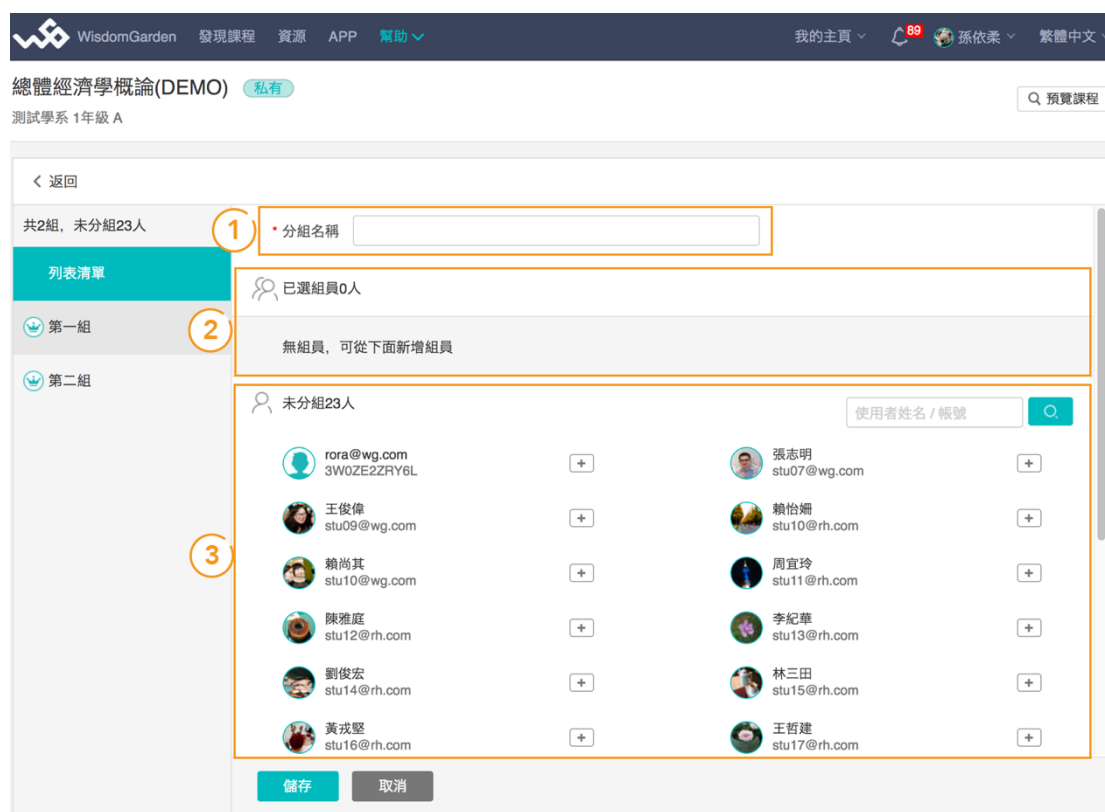 WisdomGarden 發現課程 資源 APP 幫助 我的主頁 89 孫依柔 繁體中文
總體經濟學概論(DEMO) 私有
測試學系 1年級 A
預覽課程
返回
共2組，未分組23人
列表清單
第一組
第二組
1 * 分組名稱
已選組員0人
2
無組員，可從下面新增組員
未分組23人
使用者姓名 / 帳號
3
rora@wg.com
3W0ZE2ZRY6L
張志明
stu07@wg.com
王俊偉
stu09@wg.com
賴怡姍
stu10@rh.com
賴尚其
stu10@wg.com
周宜玲
stu11@rh.com
陳雅庭
stu12@rh.com
李紀華
stu13@rh.com
劉俊宏
stu14@rh.com
林三田
stu15@rh.com
黃戎堅
stu16@rh.com
王哲建
stu17@rh.com
儲存 取消